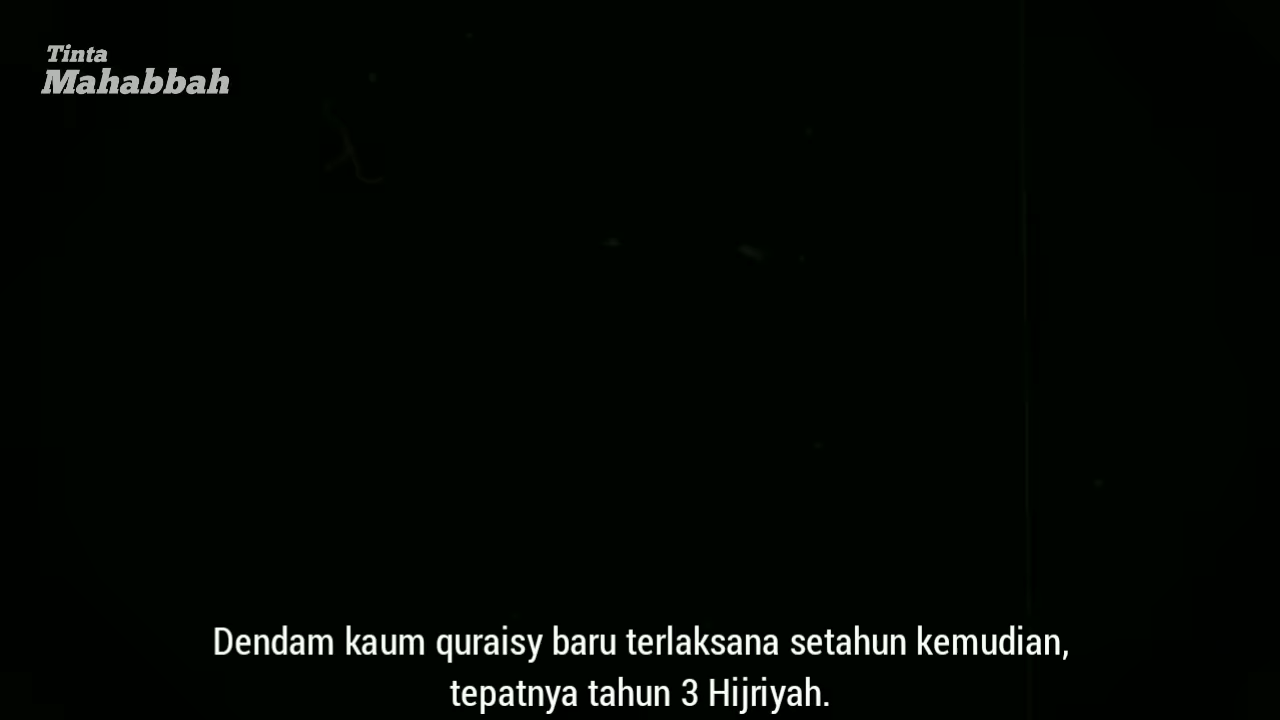 Tinta
Mahabbah
Dendam kaum quraisy baru terlaksana setahun kemudian,
tepatnya tahun 3 Hijriyah.